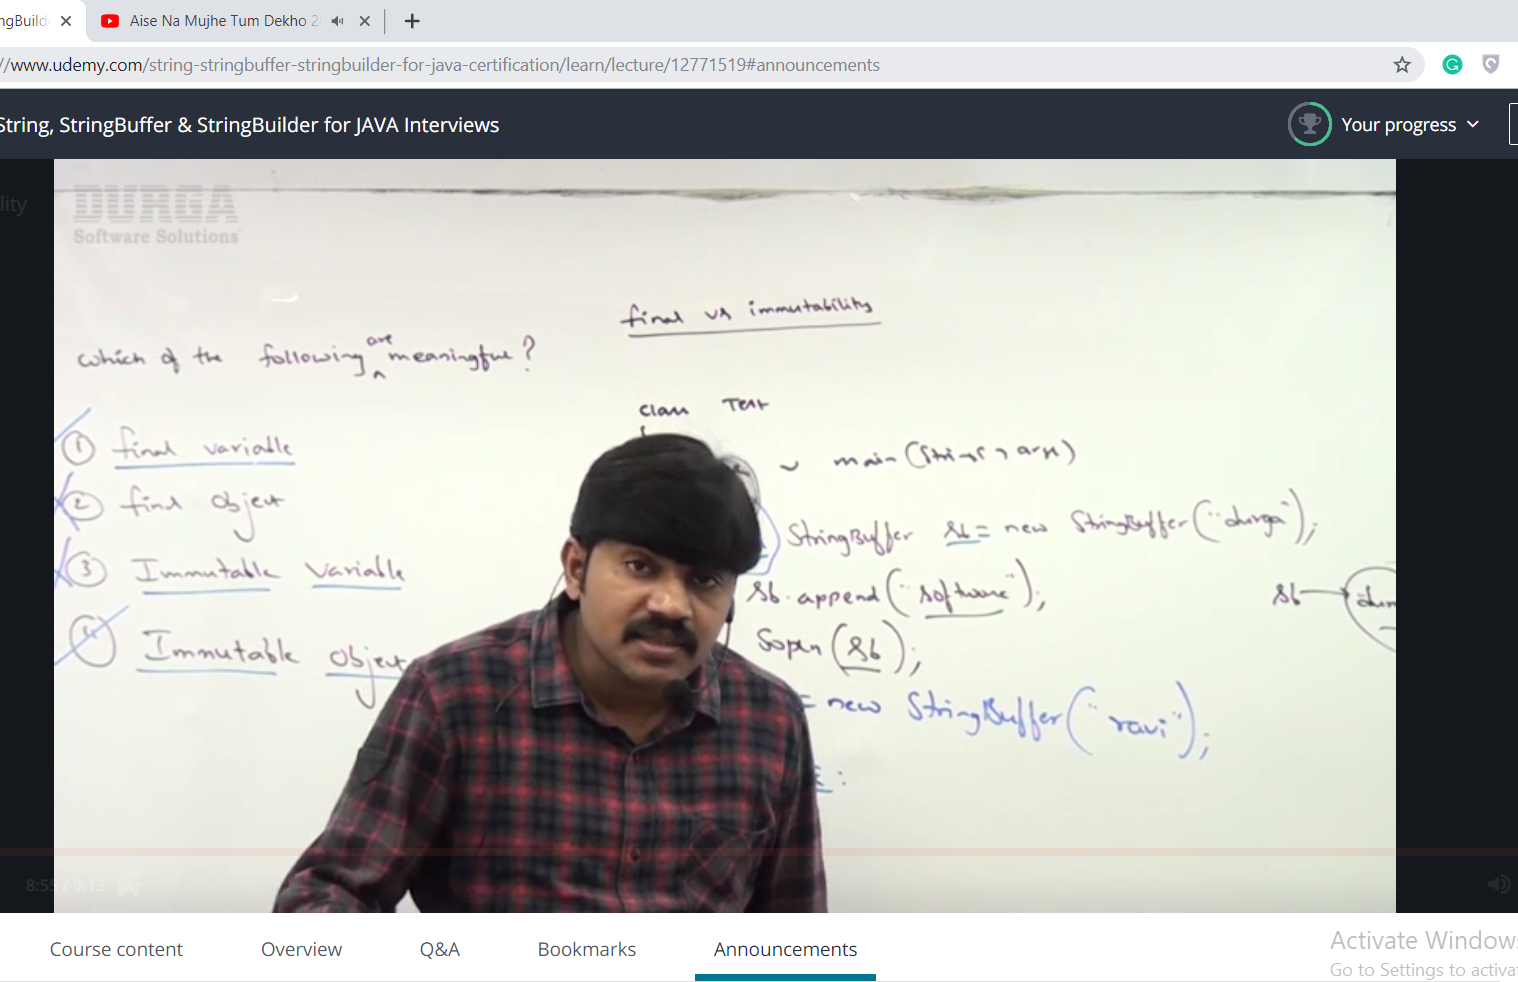 Aise Na Mujhe Tum Dekho
//www.udemy.com/string-stringbuffer-stringbuilder-for-java-certification/learn/lecture/12771519#announcements
String, StringBuffer & StringBuilder for JAVA Interviews
Your progress
lity
DURGA
Software Solutions
final vs immutability
which of the following are meaningful?
class Test
① final variable
main(String[] args)
② final object
StringBuffer sb = new StringBuffer("durga");
③ Immutable variable
sb.append("software");
sb
④ Immutable object
Sopln(sb);
= new StringBuffer("ravi");
8:55 / 9:13
Course content Overview Q&A Bookmarks Announcements
Activate Windows
Go to Settings to activa